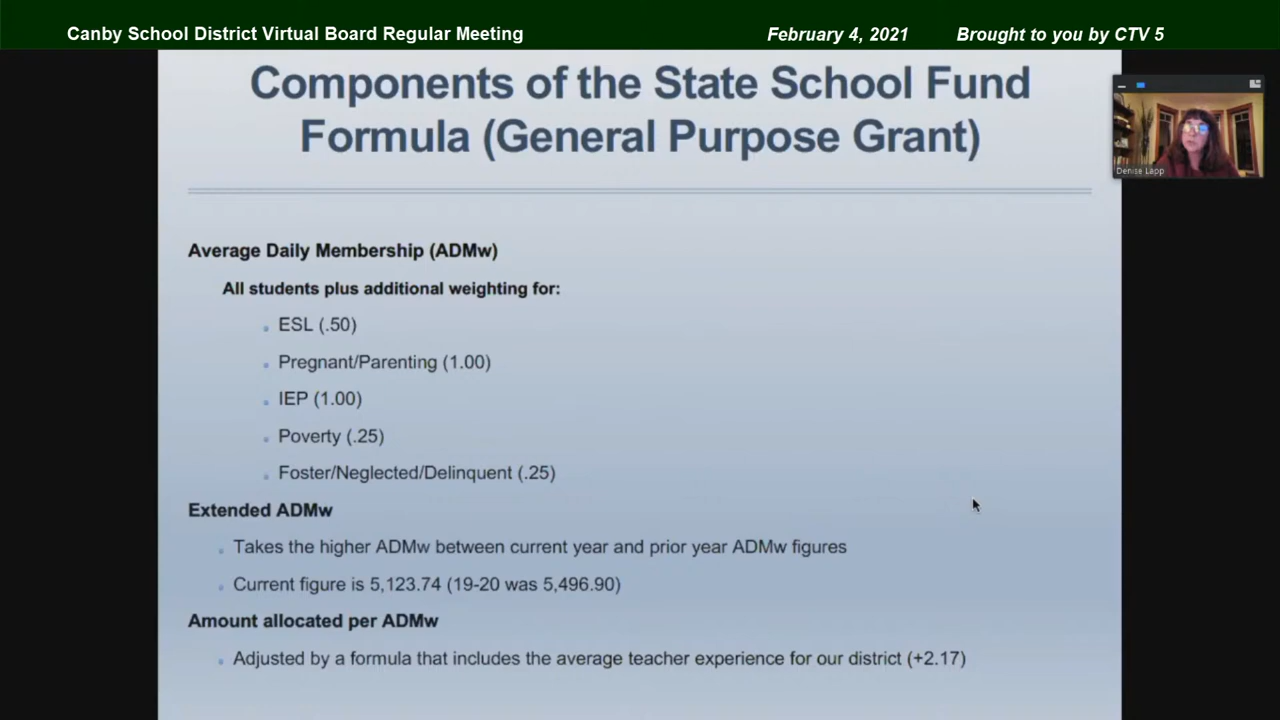 Canby School District Virtual Board Regular Meeting
February 4, 2021
Brought to you by CTV 5
Components of the State School Fund
Formula (General Purpose Grant)
Denise Lapp
Average Daily Membership (ADMw)
All students plus additional weighting for:
ESL (.50)
Pregnant/Parenting (1.00)
IEP (1.00)
Poverty (.25)
Foster/Neglected/Delinquent (.25)
Extended ADMw
Takes the higher ADMw between current year and prior year ADMw figures
Current figure is 5,123.74 (19-20 was 5,496.90)
Amount allocated per ADMw
Adjusted by a formula that includes the average teacher experience for our district (+2.17)